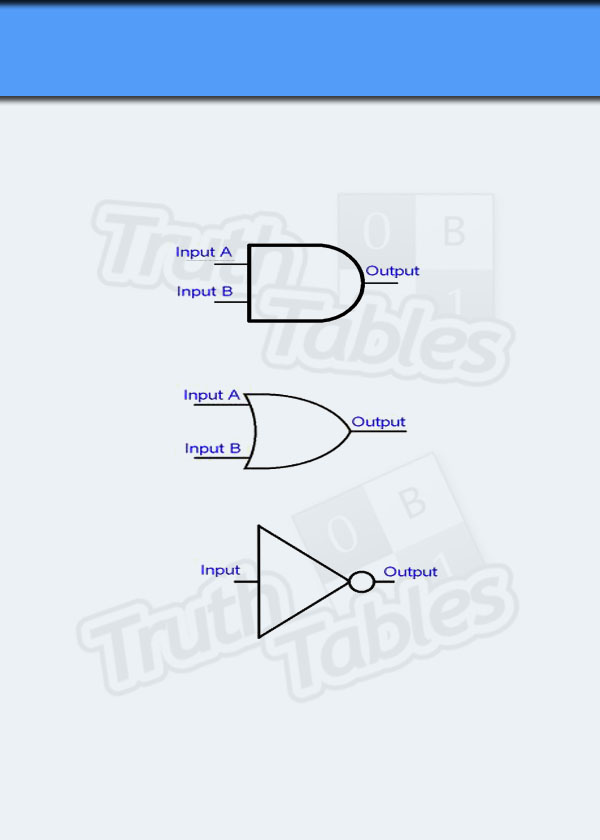 Truth
0 B
Input A
Output
Input B
1
Tables
Input A
Output
Input B
0 B
1
Input
Output
Truth
Tables